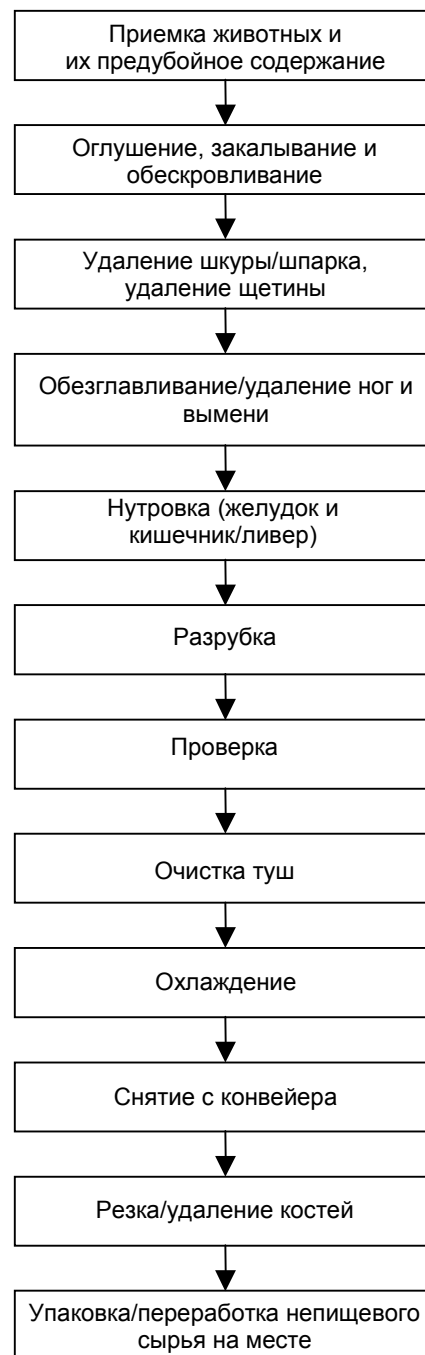 Приемка животных и
их предубойное содержание
Оглушение, закалывание и
обескровливание
Удаление шкуры/шпарка,
удаление щетины
Обезглавливание/удаление ног и
вымени
Нутровка (желудок и
кишечник/ливер)
Разрубка
Проверка
Очистка туш
Охлаждение
Снятие с конвейера
Резка/удаление костей
Упаковка/переработка непищевого
сырья на месте